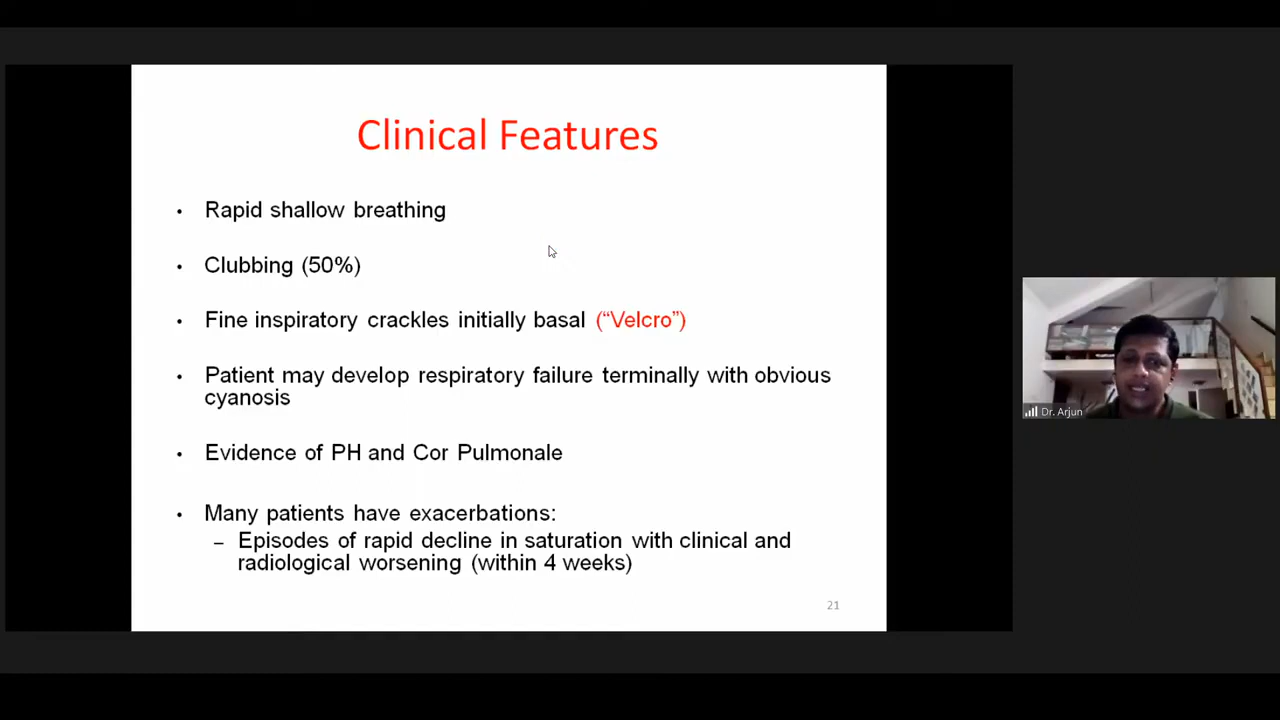 Clinical Features
• Rapid shallow breathing
• Clubbing (50%)
• Fine inspiratory crackles initially basal (“Velcro”)
• Patient may develop respiratory failure terminally with obvious
cyanosis
• Evidence of PH and Cor Pulmonale
• Many patients have exacerbations:
– Episodes of rapid decline in saturation with clinical and
radiological worsening (within 4 weeks)
21
Dr. Arjun